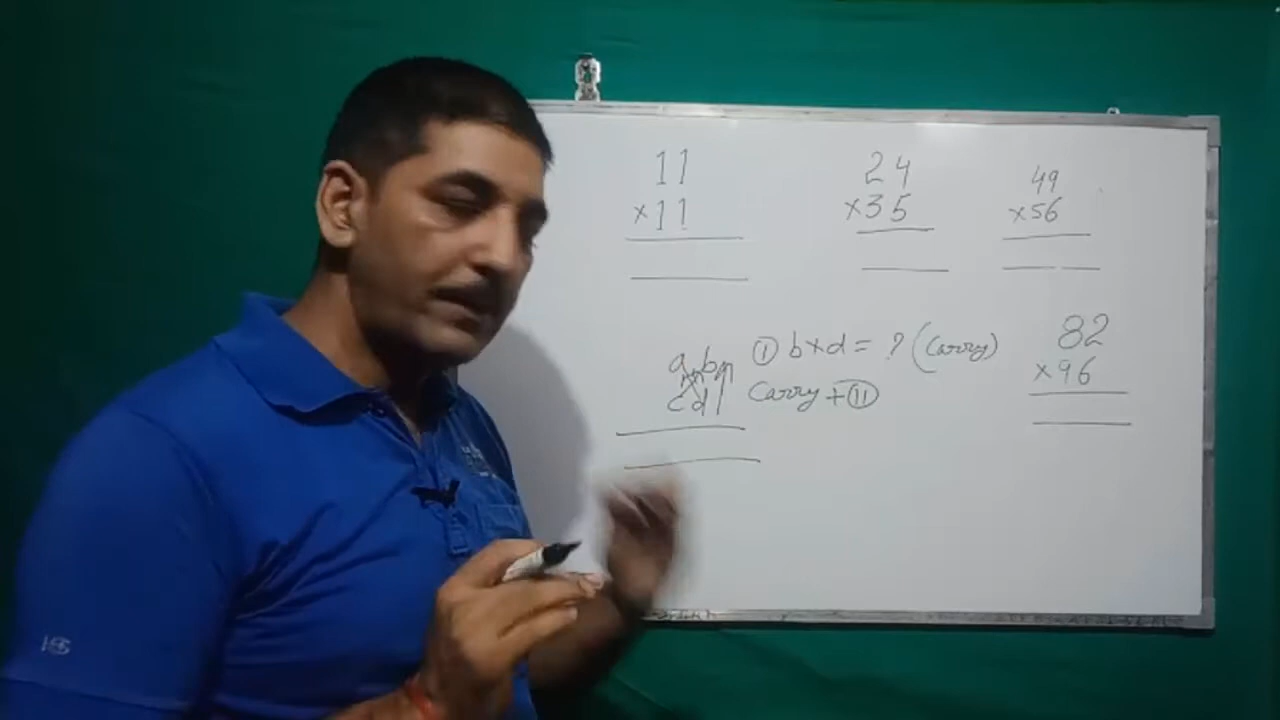 11
×11
24
×35
49
×56
a b
c d
① b×d = ? (Carry)
Carry + ⑪
82
×96